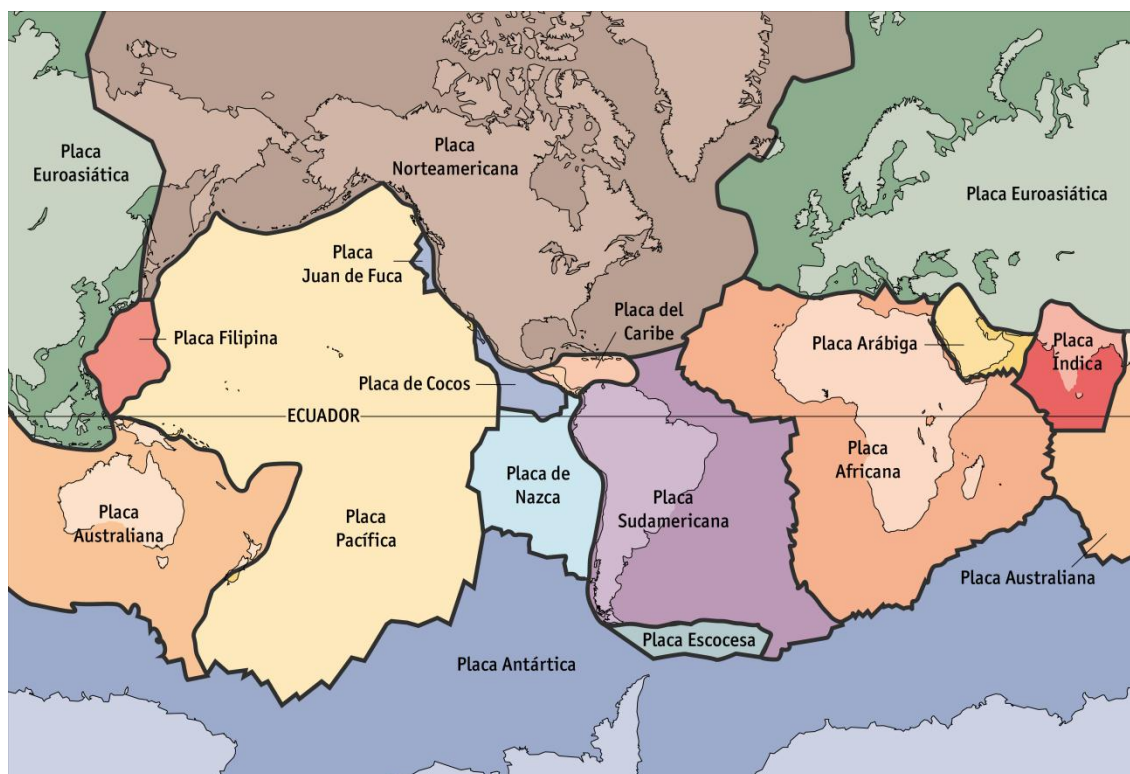 Placa
Euroasiática
Placa
Norteamericana
Placa Euroasiática
Placa
Juan de Fuca
Placa Filipina
Placa del
Caribe
Placa Arábiga
Placa
Índica
Placa de Cocos
ECUADOR
Placa
Africana
Placa de
Nazca
Placa
Sudamericana
Placa
Australiana
Placa
Pacífica
Placa Australiana
Placa Escocesa
Placa Antártica